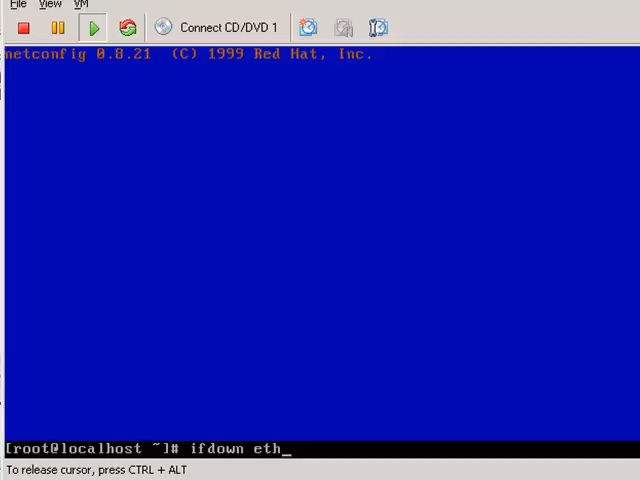 File View VM
Connect CD/DVD 1
netconfig 0.8.21 (C) 1999 Red Hat, Inc.
[root@localhost ~]# ifdown eth_
To release cursor, press CTRL + ALT